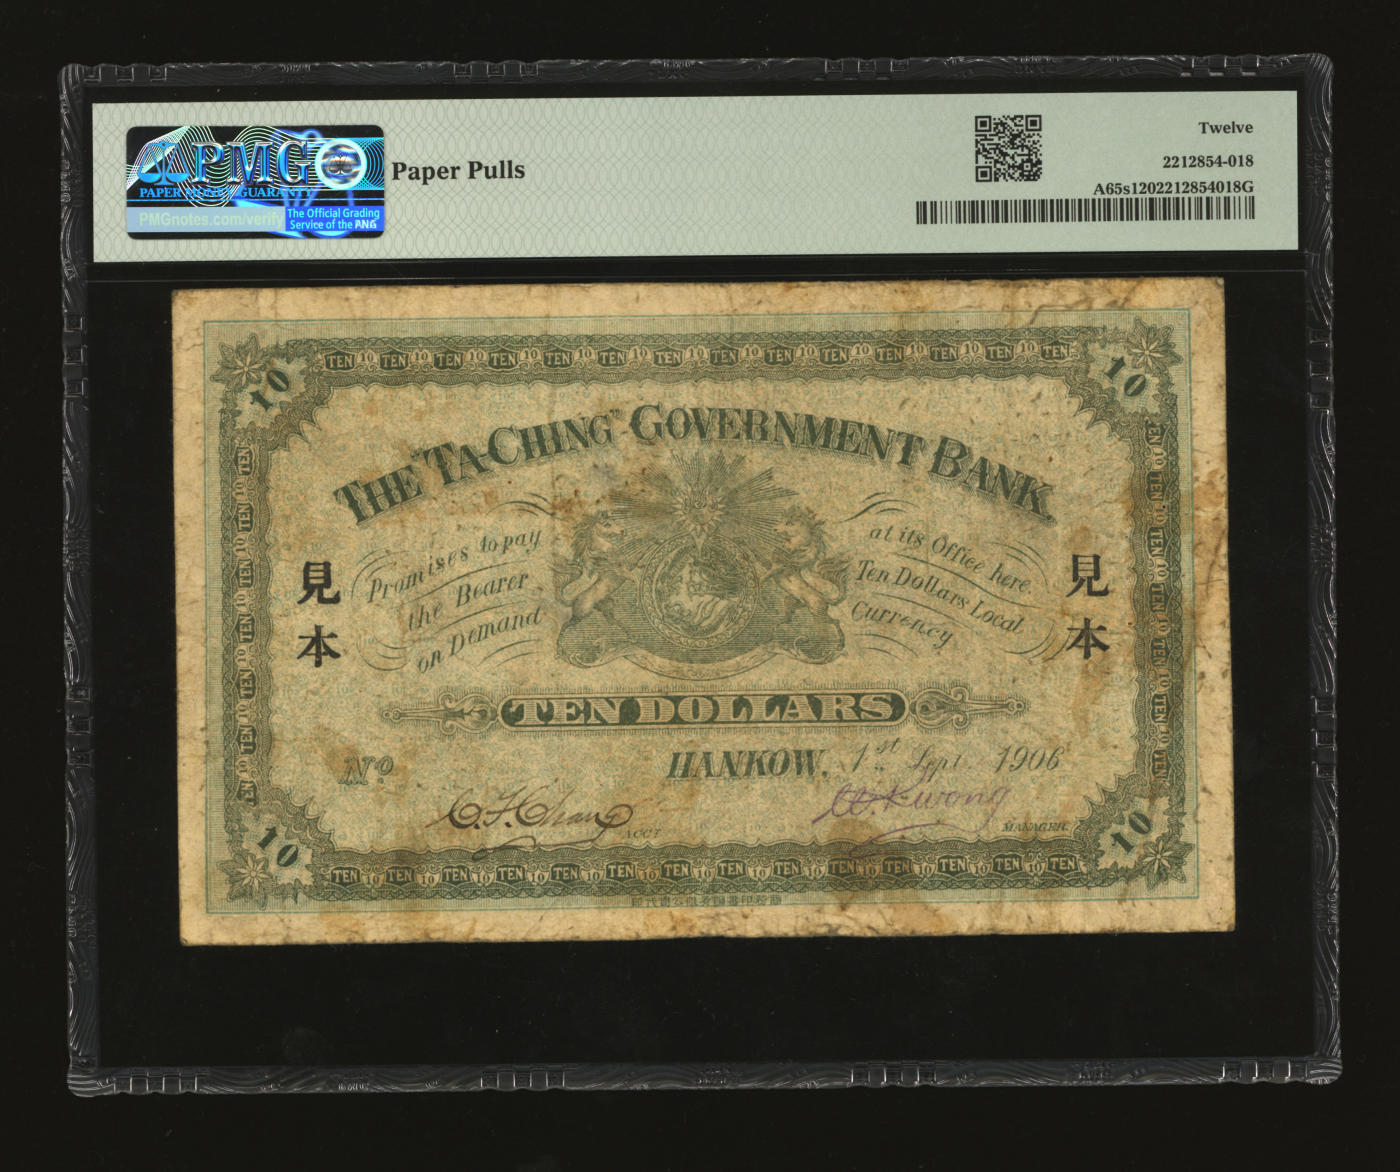 PMG
PAPER MONEY GUARANTY
PMGnotes.com/verify
The Official Grading
Service of the PNG
Paper Pulls
Twelve
2212854-018
A65s1202212854018G
TEN 10 TEN 10 TEN 10 TEN 10 TEN 10 TEN 10 TEN 10 TEN 10 TEN 10 TEN 10 TEN 10 TEN 10 TEN 10 TEN
10
10
THE "TA-CHING" GOVERNMENT BANK
Promises to pay
the Bearer
on Demand
at its Office here
Ten Dollars Local
Currency
見本
見本
TEN DOLLARS
No
HANKOW, 1st Sept. 1906
C. F. Chang
ACCT
W. Kwong
MANAGER.
10
10
TEN 10 TEN 10 TEN 10 TEN 10 TEN 10 TEN 10 TEN 10 TEN 10 TEN 10 TEN 10 TEN 10 TEN 10 TEN 10 TEN